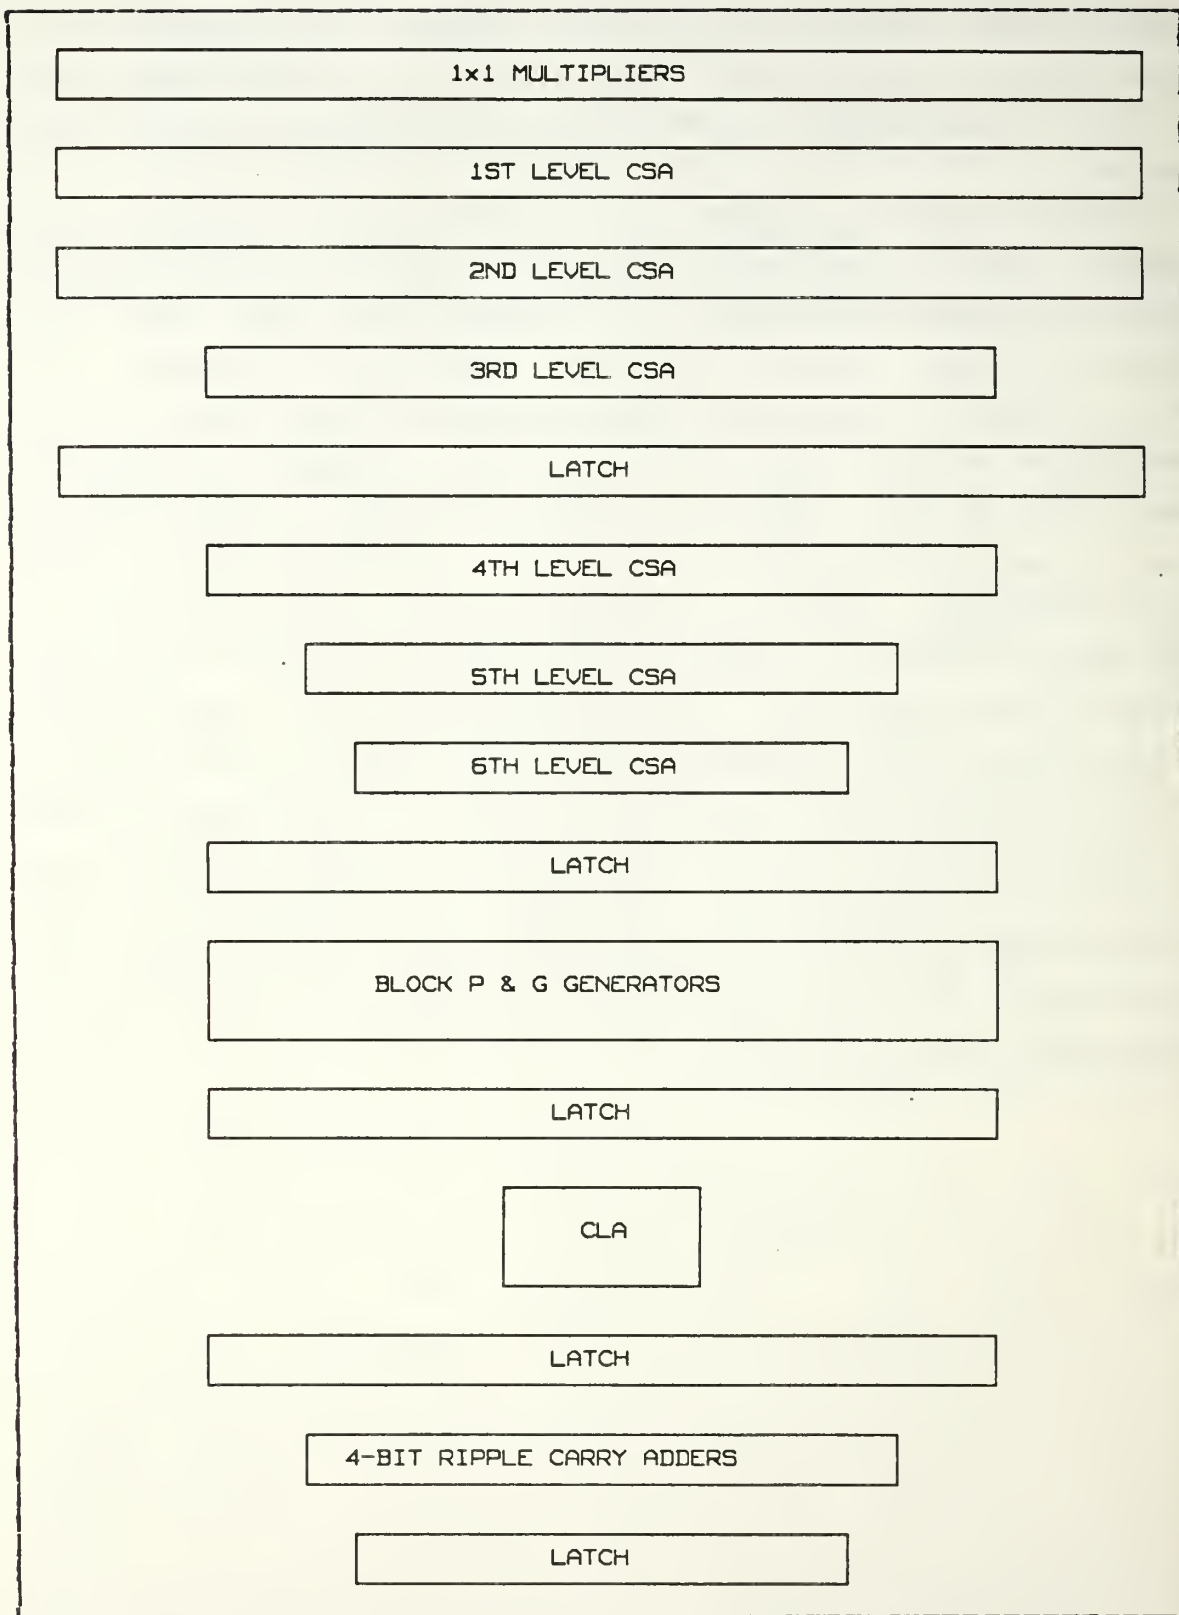 1x1 MULTIPLIERS
1ST LEVEL CSA
2ND LEVEL CSA
3RD LEVEL CSA
LATCH
4TH LEVEL CSA
5TH LEVEL CSA
6TH LEVEL CSA
LATCH
BLOCK P & G GENERATORS
LATCH
CLA
LATCH
4-BIT RIPPLE CARRY ADDERS
LATCH